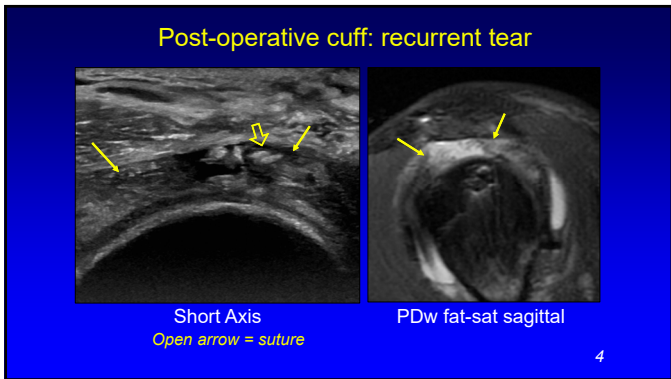 Post-operative cuff: recurrent tear
Short Axis
Open arrow = suture
PDw fat-sat sagittal
4